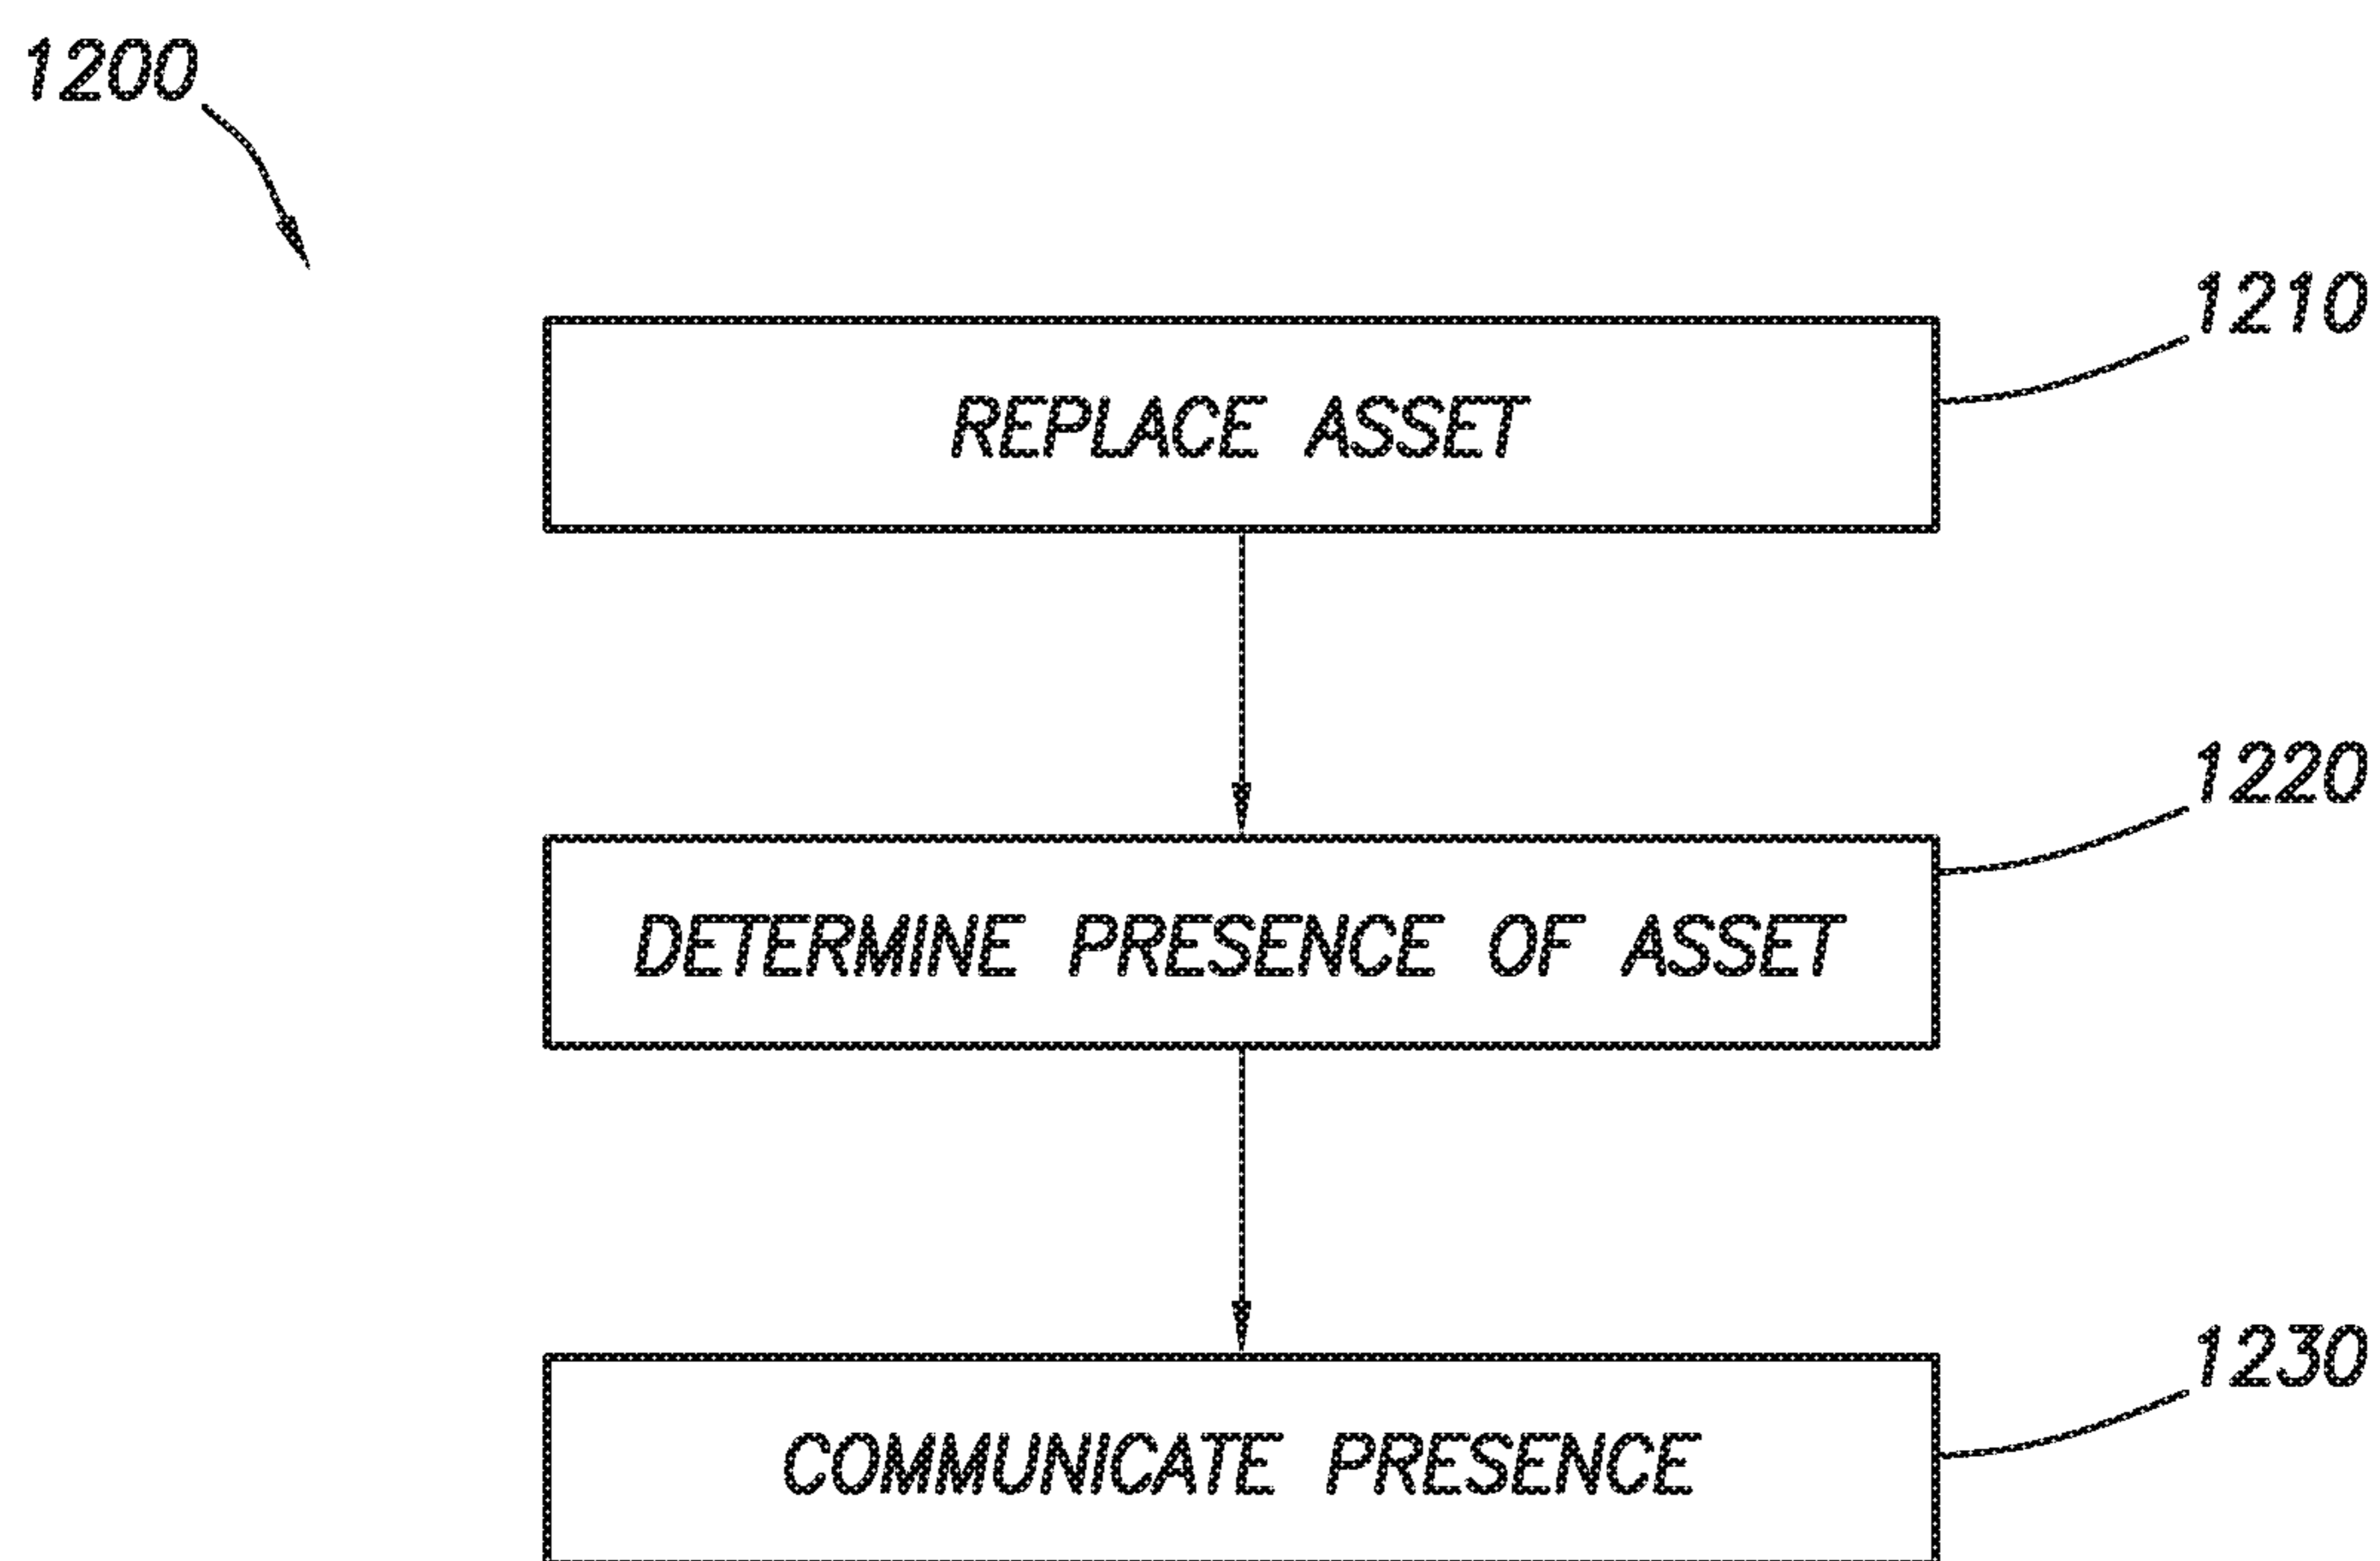 1200
1210
REPLACE ASSET
1220
DETERMINE PRESENCE OF ASSET
1230
COMMUNICATE PRESENCE